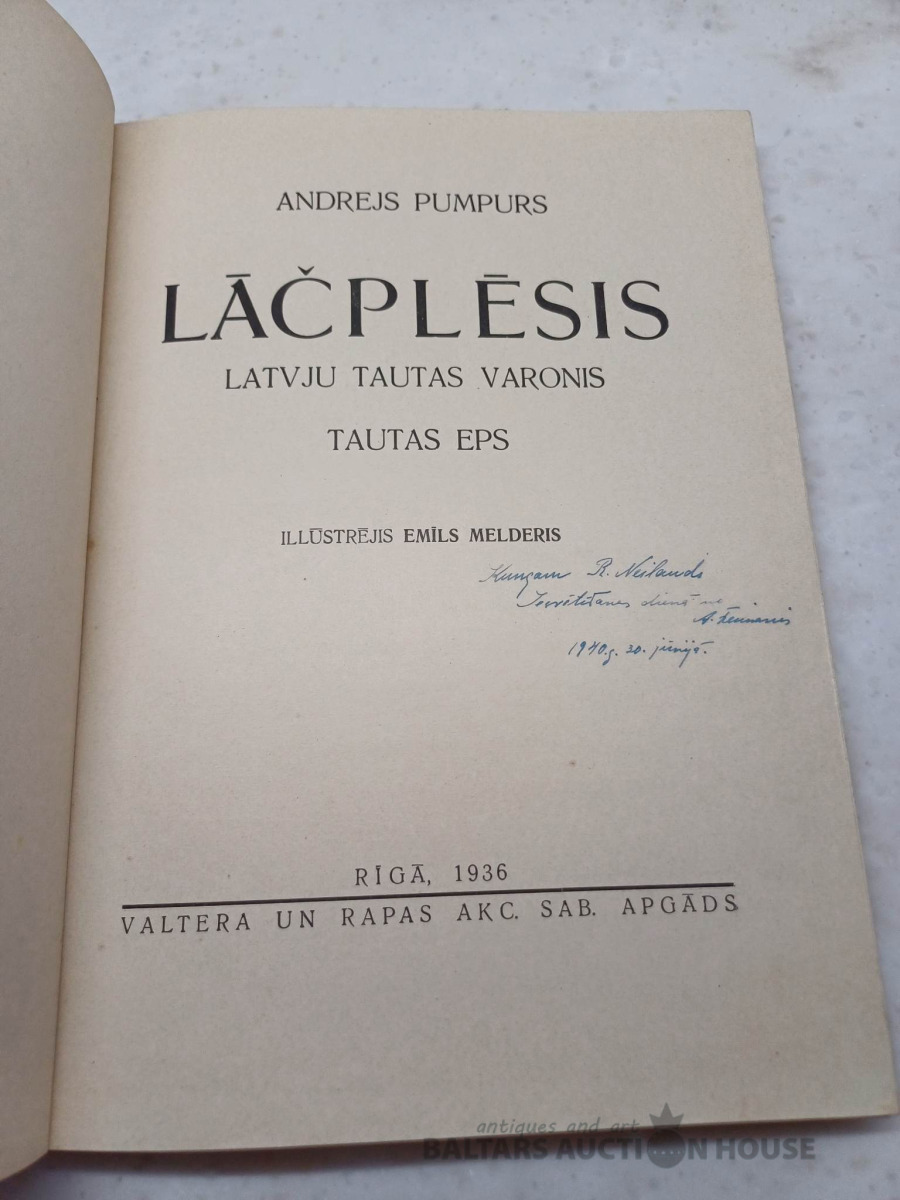 ANDREJS PUMPURS
LĀČPLĒSIS
LATVJU TAUTAS VARONIS
TAUTAS EPS
ILLŪSTRĒJIS EMĪLS MELDERIS
Kungam R. Neilands
dienā no
A.
1940.g. 20. jūnijā.
RĪGĀ, 1936
VALTERA UN RAPAS AKC. SAB. APGĀDS
antiques and art
BALTARS AUCTION HOUSE